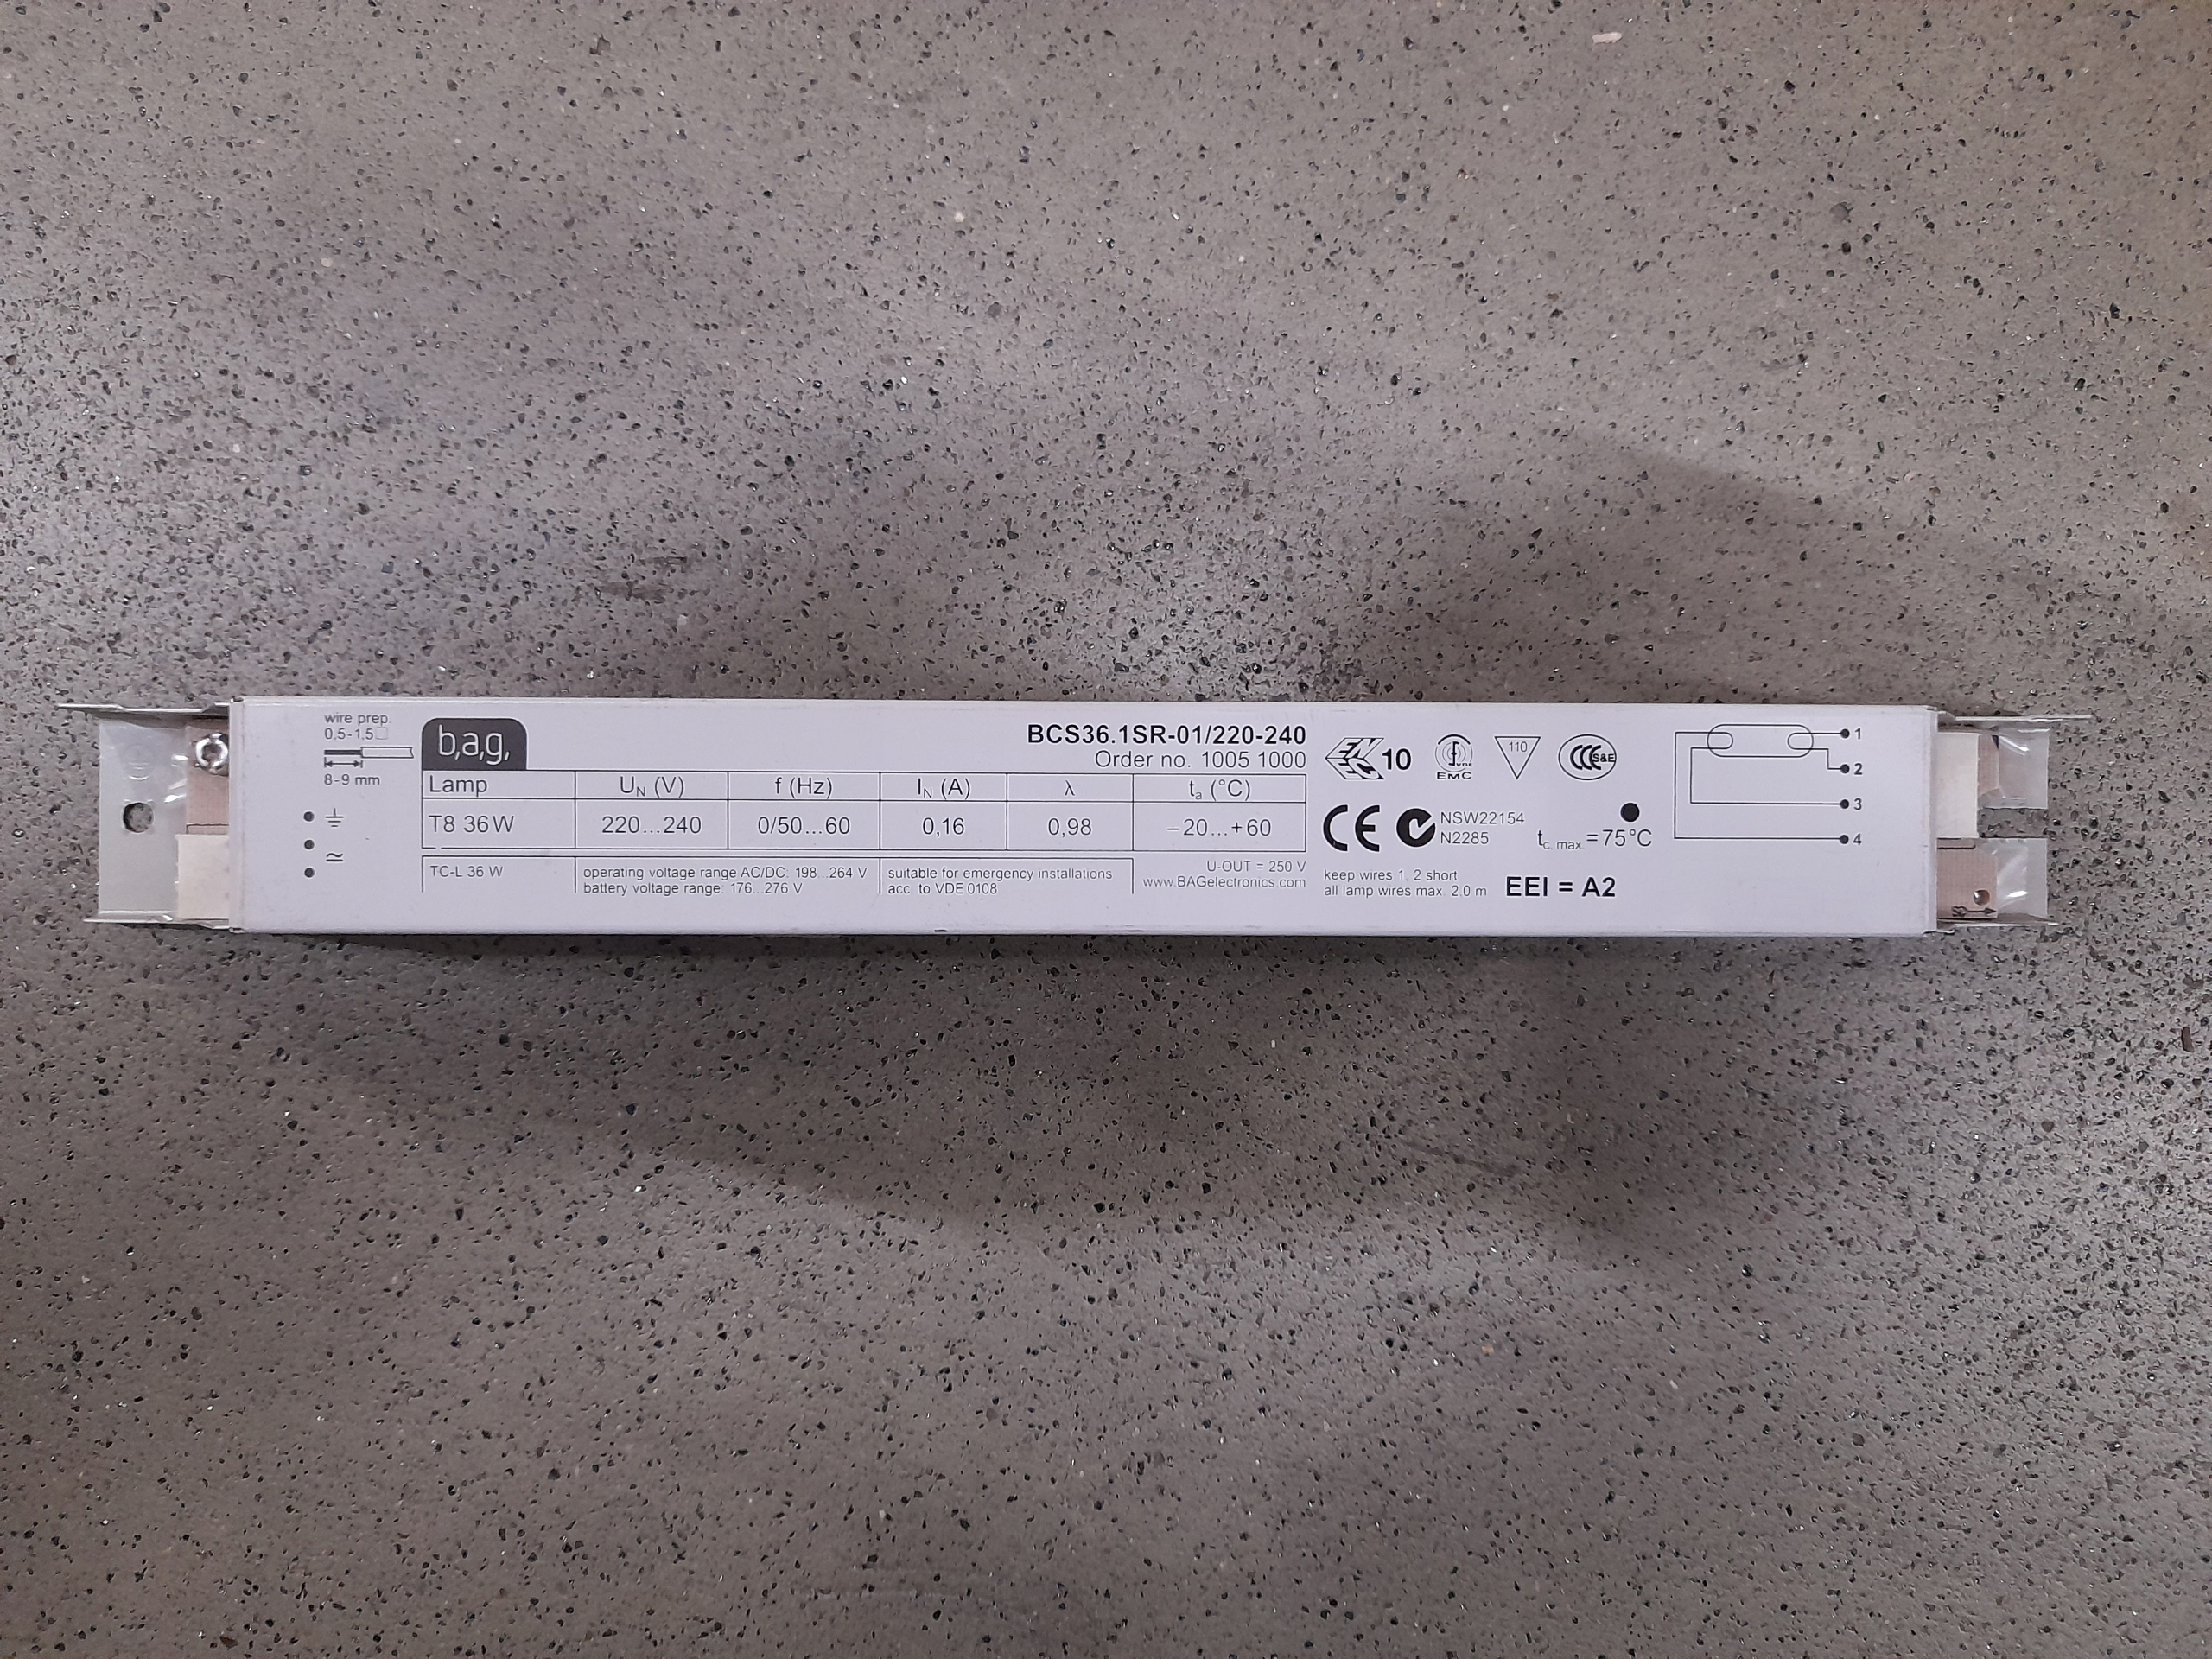 wire prep.
0,5-1,5□
8-9 mm
b,a,g,
BCS36.1SR-01/220-240
Order no. 1005 1000
Lamp UN (V) f (Hz) IN (A) λ ta (°C)
T8 36W 220...240 0/50...60 0,16 0,98 −20...+60
TC-L 36 W
operating voltage range AC/DC: 198...264 V
battery voltage range: 176...276 V
suitable for emergency installations
acc. to VDE 0108
U-OUT = 250 V
www.BAGelectronics.com
ENEC 10
VDE
EMC
110
CCC S&E
CE
NSW22154
N2285
tc. max. = 75°C
keep wires 1, 2 short
all lamp wires max. 2,0 m
EEI = A2
1
2
3
4